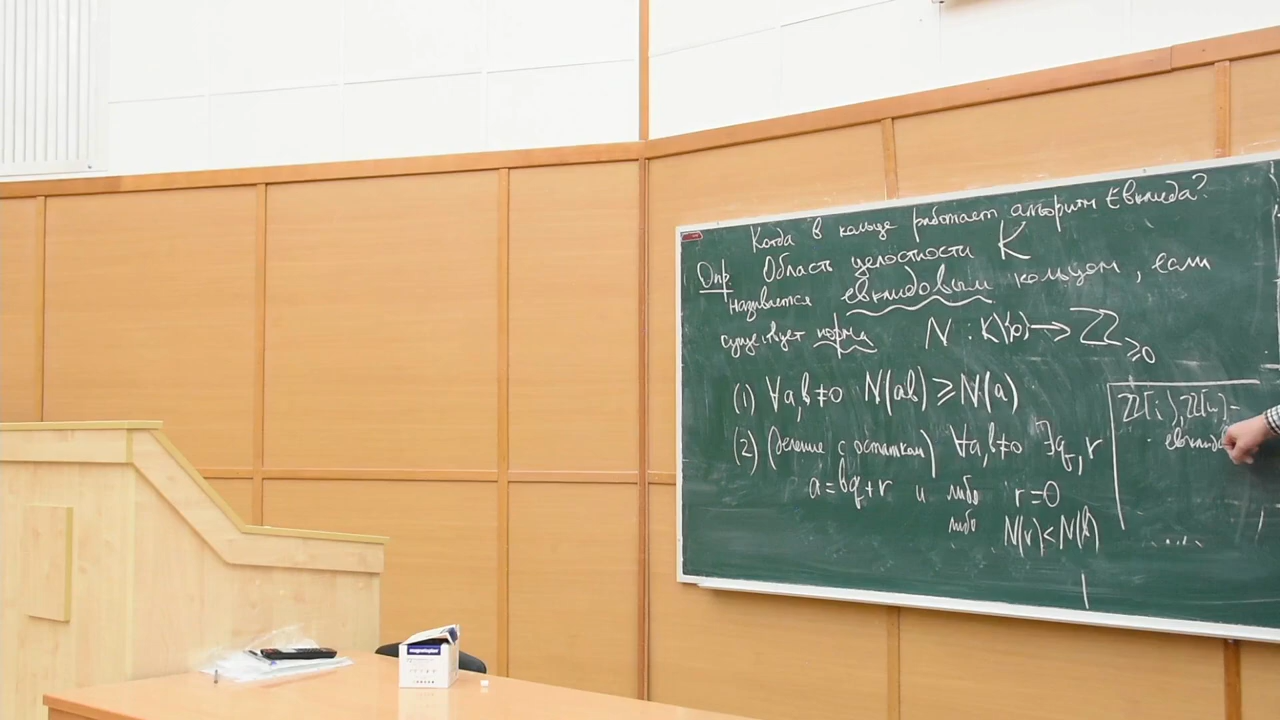 Когда в кольце работает алгоритм Евклида?
Опр. Область целостности K
называется евклидовым кольцом, если
существует норма N : K\{0} → ℤ≥0
(1) ∀a,b≠0 N(ab) ≥ N(a)
(2) (деление с остатком) ∀a,b≠0 ∃q, r
a = bq + r и либо r = 0
либо N(r) < N(b)
ℤ[i], ℤ[ω] –